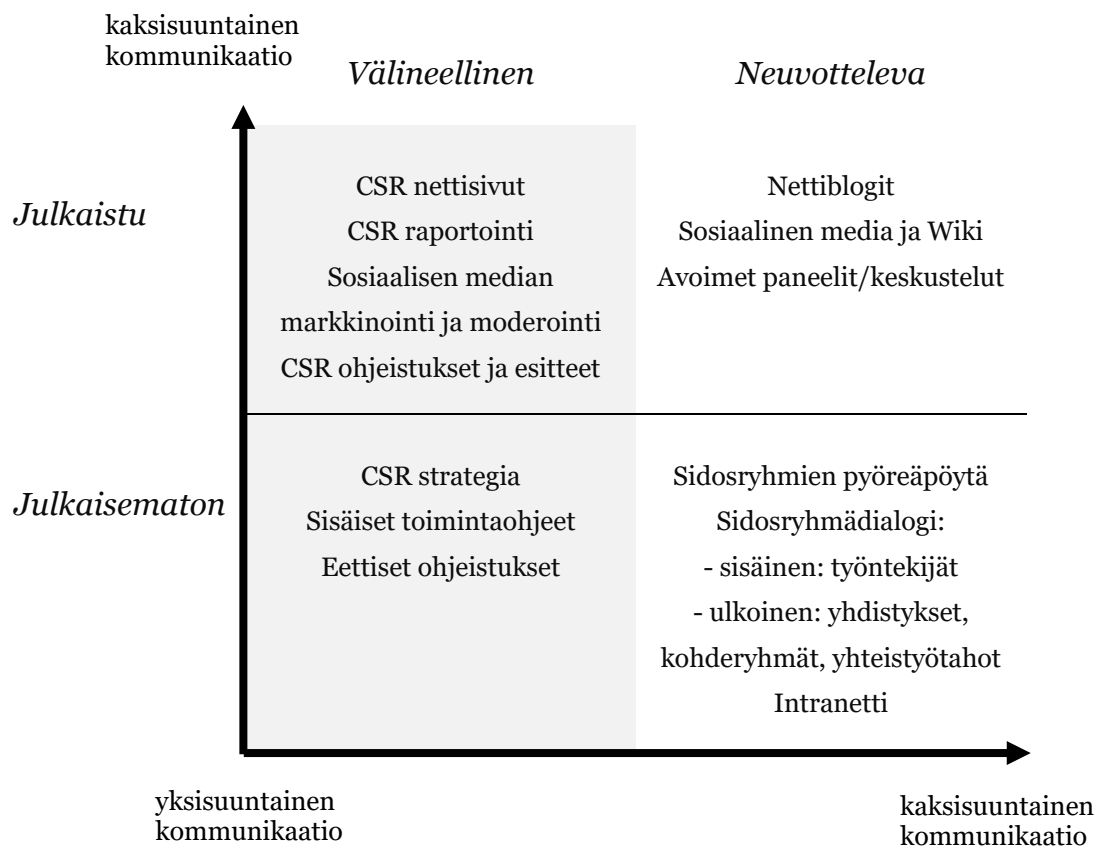 kaksisuuntainen
kommunikaatio
Välineellinen
Neuvotteleva
Julkaistu
CSR nettisivut
CSR raportointi
Sosiaalisen median
markkinointi ja moderointi
CSR ohjeistukset ja esitteet
Nettiblogit
Sosiaalinen media ja Wiki
Avoimet paneelit/keskustelut
Julkaisematon
CSR strategia
Sisäiset toimintaohjeet
Eettiset ohjeistukset
Sidosryhmien pyöreäpöytä
Sidosryhmädialogi:
- sisäinen: työntekijät
- ulkoinen: yhdistykset,
kohderyhmät, yhteistyötahot
Intranetti
yksisuuntainen
kommunikaatio
kaksisuuntainen
kommunikaatio